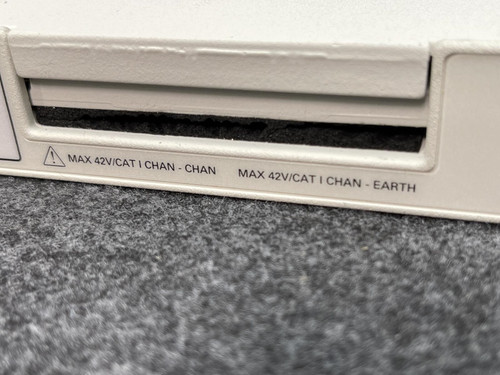 MAX 42V/CAT I CHAN - CHAN MAX 42V/CAT I CHAN - EARTH